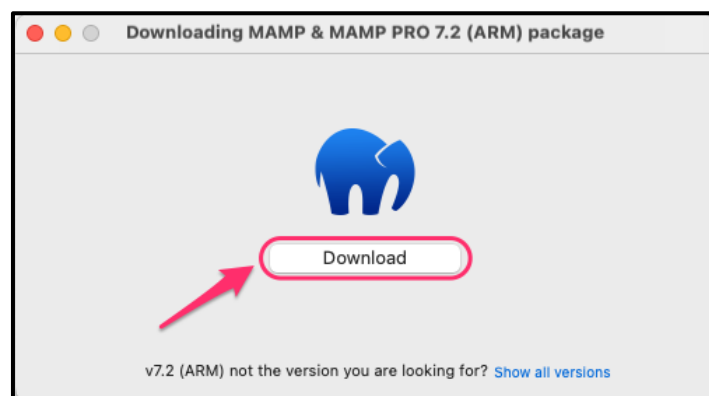 Downloading MAMP & MAMP PRO 7.2 (ARM) package
Download
v7.2 (ARM) not the version you are looking for? Show all versions